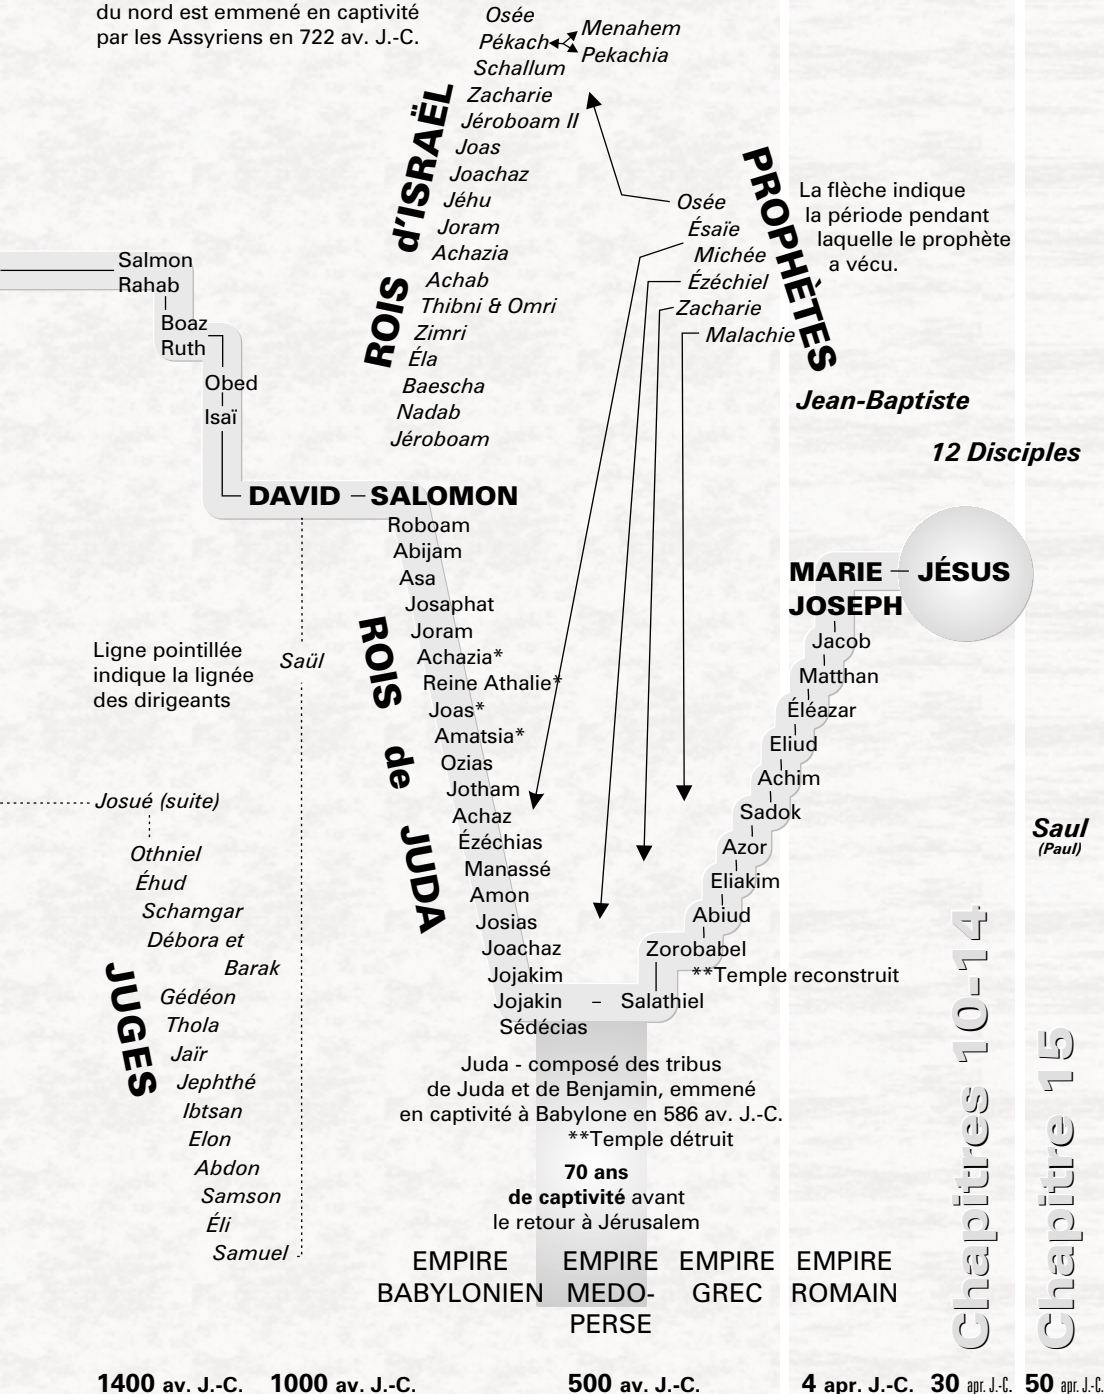 du nord est emmené en captivité
par les Assyriens en 722 av. J.-C.
Osée
Pékach
Menahem
Pekachia
Schallum
Zacharie
Jéroboam II
Joas
Joachaz
Jéhu
Joram
Achazia
Achab
Thibni & Omri
Zimri
Éla
Baescha
Nadab
Jéroboam
ROIS d'ISRAËL
PROPHÈTES
La flèche indique
la période pendant
laquelle le prophète
a vécu.
Osée
Ésaïe
Michée
Ézéchiel
Zacharie
Malachie
Jean-Baptiste
12 Disciples
Salmon
Rahab
Boaz
Ruth
Obed
Isaï
DAVID – SALOMON
Roboam
Abijam
Asa
Josaphat
Joram
Achazia*
Reine Athalie*
Joas*
Amatsia*
Ozias
Jotham
Achaz
Ézéchias
Manassé
Amon
Josias
Joachaz
Jojakim
Jojakin – Salathiel
Sédécias
ROIS de JUDA
MARIE – JÉSUS
JOSEPH
Jacob
Matthan
Éléazar
Eliud
Achim
Sadok
Azor
Eliakim
Abiud
Zorobabel
**Temple reconstruit
Ligne pointillée
indique la lignée
des dirigeants
Saül
Josué (suite)
Othniel
Éhud
Schamgar
Débora et
Barak
Gédéon
Thola
Jaïr
Jephthé
Ibtsan
Elon
Abdon
Samson
Éli
Samuel
JUGES
Saul
(Paul)
Juda - composé des tribus
de Juda et de Benjamin, emmené
en captivité à Babylone en 586 av. J.-C.
**Temple détruit
70 ans
de captivité avant
le retour à Jérusalem
EMPIRE
BABYLONIEN
EMPIRE
MEDO-
PERSE
EMPIRE
GREC
EMPIRE
ROMAIN
Chapitres 10-14
Chapitre 15
1400 av. J.-C. 1000 av. J.-C. 500 av. J.-C. 4 apr. J.-C. 30 apr. J.-C. 50 apr. J.-C.